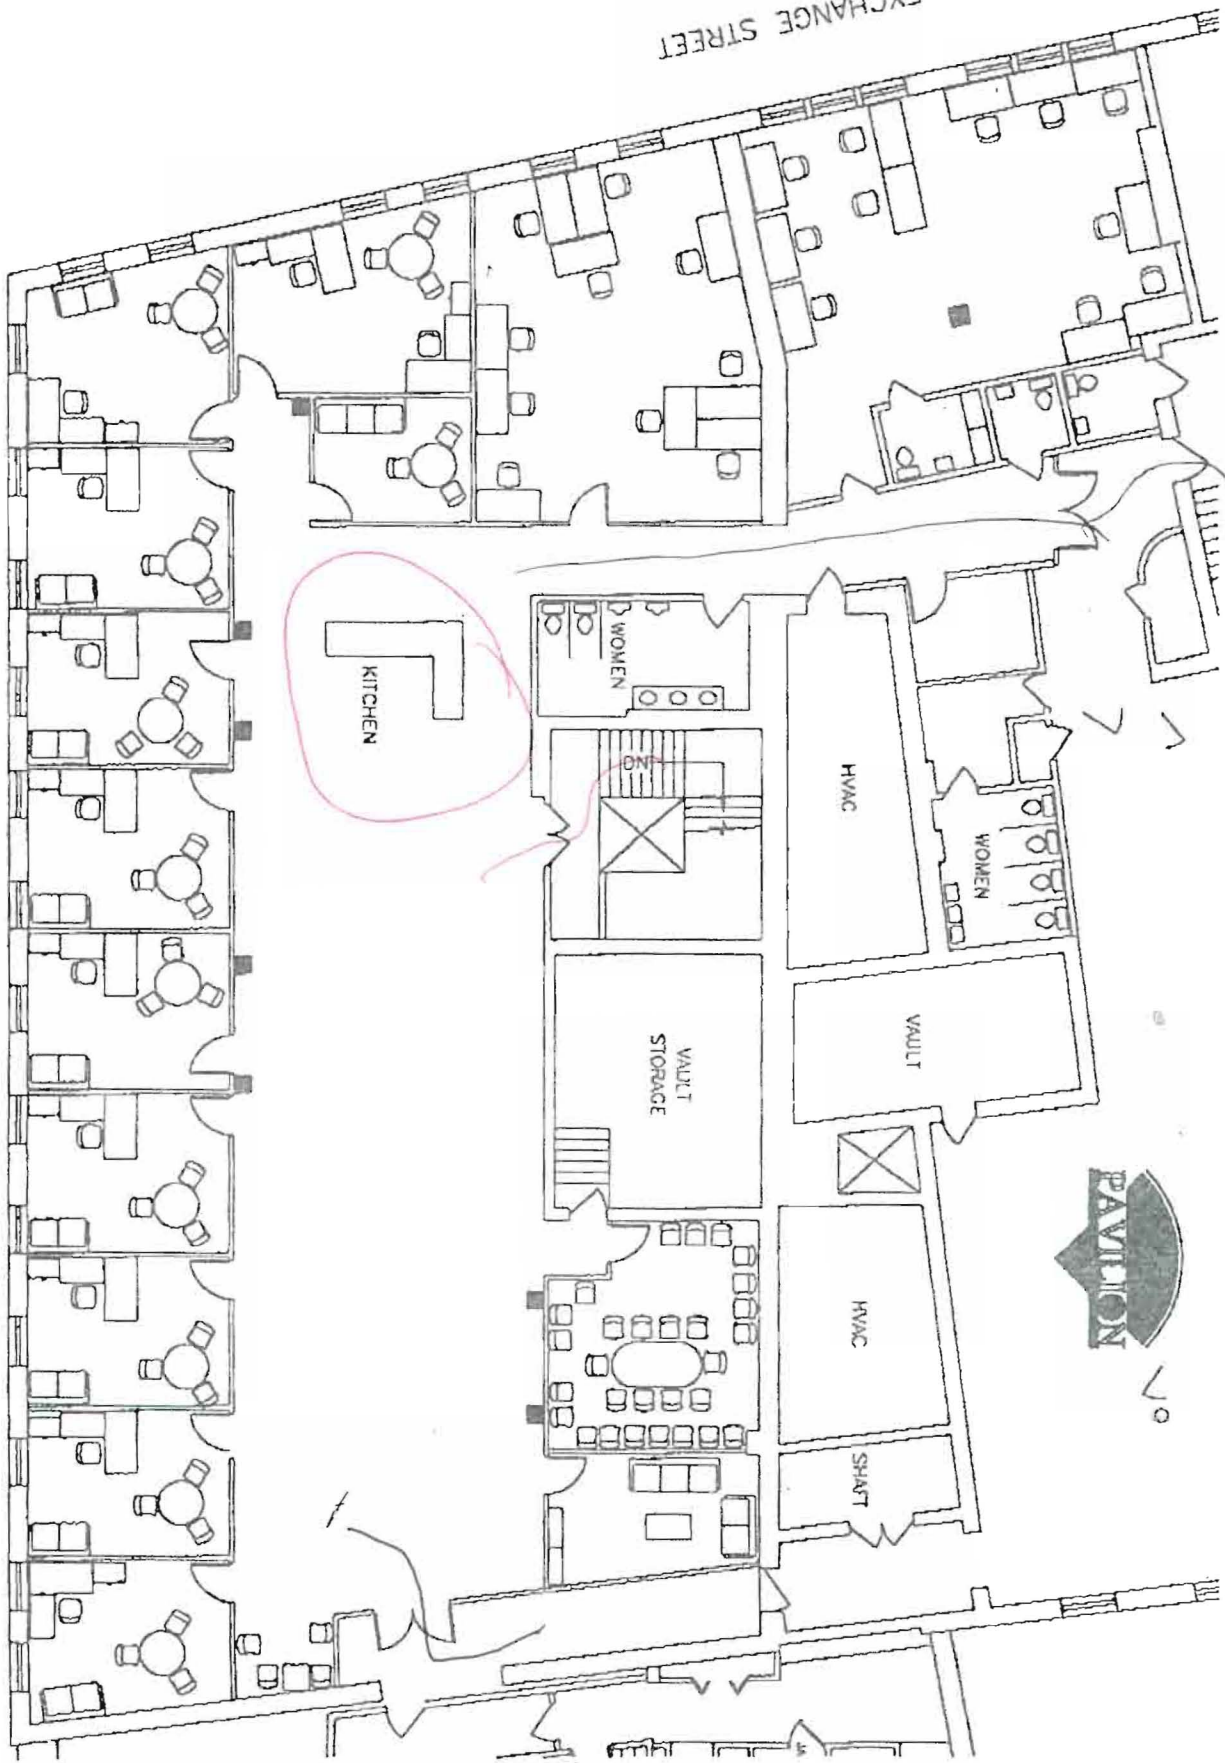 EXCHANGE STREET
KITCHEN
WOMEN
DN
HVAC
WOMEN
VAULT
STORAGE
VAULT
PAVILION
HVAC
SHAFT